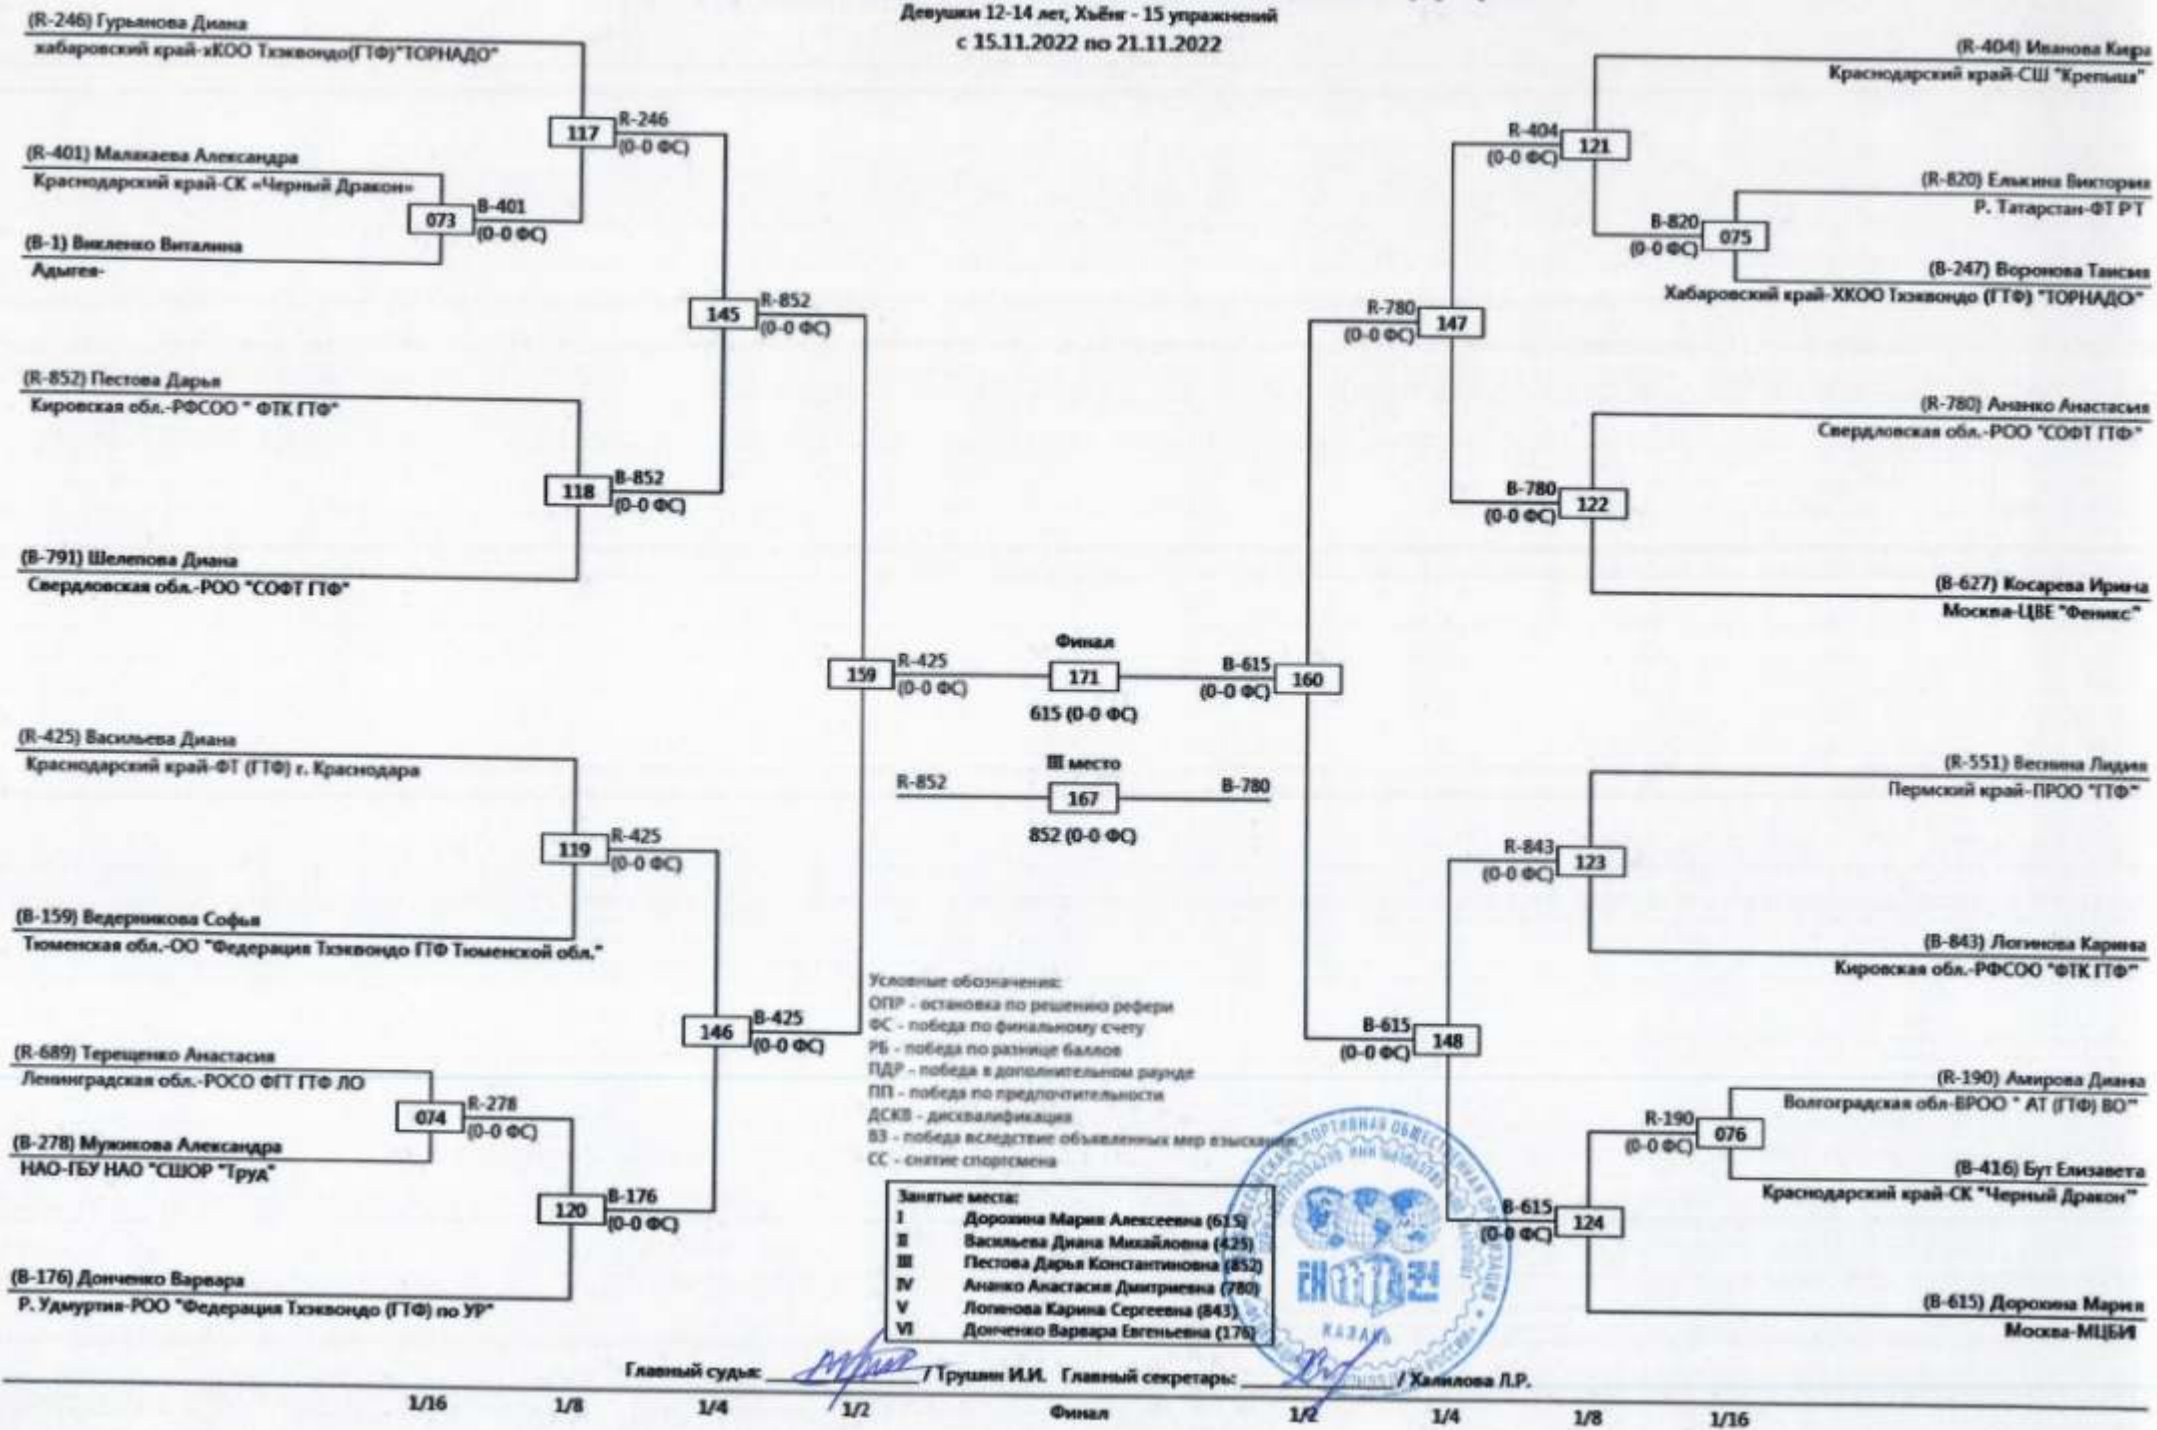 Девушки 12-14 лет, Хъёнг - 15 упражнений
с 15.11.2022 по 21.11.2022
(R-246) Гурьянова Диана
хабаровский край-хКОО Тхэквондо(ГТФ)"ТОРНАДО"
117
R-246
(0-0 ФС)
(R-401) Малахаева Александра
Краснодарский край-СК «Черный Дракон»
073
B-401
(0-0 ФС)
(B-1) Викленко Виталина
Адыгея-
145
R-852
(0-0 ФС)
(R-852) Пестова Дарья
Кировская обл.-РФСОО " ФТК ГТФ"
118
B-852
(0-0 ФС)
(B-791) Шелепова Диана
Свердловская обл.-РОО "СОФТ ГТФ"
159
R-425
(0-0 ФС)
(R-425) Васильева Диана
Краснодарский край-ФТ (ГТФ) г. Краснодара
119
R-425
(0-0 ФС)
(B-159) Ведерникова Софья
Тюменская обл.-ОО "Федерация Тхэквондо ГТФ Тюменской обл."
146
B-425
(0-0 ФС)
(R-689) Терещенко Анастасия
Ленинградская обл.-РОСО ФГТ ГТФ ЛО
074
R-278
(0-0 ФС)
(B-278) Мужикова Александра
НАО-ГБУ НАО "СШОР "Труд"
120
B-176
(0-0 ФС)
(B-176) Донченко Варвара
Р. Удмуртия-РОО "Федерация Тхэквондо (ГТФ) по УР"
Финал
171
615 (0-0 ФС)
III место
R-852
167
B-780
852 (0-0 ФС)
(R-404) Иванова Кира
Краснодарский край-СШ "Крепыш"
R-404
(0-0 ФС)
121
(R-820) Елькина Виктория
Р. Татарстан-ФТ РТ
B-820
(0-0 ФС)
075
(B-247) Воронова Таисия
Хабаровский край-ХКОО Тхэквондо (ГТФ) "ТОРНАДО"
R-780
(0-0 ФС)
147
(R-780) Ананко Анастасия
Свердловская обл.-РОО "СОФТ ГТФ"
B-780
(0-0 ФС)
122
(B-627) Косарева Ирина
Москва-ЦВЕ "Феникс"
B-615
(0-0 ФС)
160
(R-551) Веснина Лидия
Пермский край-ПРОО "ГТФ"
R-843
(0-0 ФС)
123
(B-843) Логинова Карина
Кировская обл.-РФСОО "ФТК ГТФ"
B-615
(0-0 ФС)
148
(R-190) Амирова Диана
Волгоградская обл-ВРОО " АТ (ГТФ) ВО"
R-190
(0-0 ФС)
076
(B-416) Бут Елизавета
Краснодарский край-СК "Черный Дракон"
B-615
(0-0 ФС)
124
(B-615) Дорохина Мария
Москва-МЦБИ
Условные обозначения:
ОПР - остановка по решению рефери
ФС - победа по финальному счету
РБ - победа по разнице баллов
ПДР - победа в дополнительном раунде
ПП - победа по предпочтительности
ДСКВ - дисквалификация
ВЗ - победа вследствие объявленных мер взыскания
СС - снятие спортсмена
Занятые места:
I Дорохина Мария Алексеевна (615)
II Васильева Диана Михайловна (425)
III Пестова Дарья Константиновна (852)
IV Ананко Анастасия Дмитриевна (780)
V Логинова Карина Сергеевна (843)
VI Донченко Варвара Евгеньевна (176)
КАЗАНЬ
Главный судья: / Трушин И.И. Главный секретарь: / Халилова Л.Р.
1/16 1/8 1/4 1/2 Финал 1/2 1/4 1/8 1/16